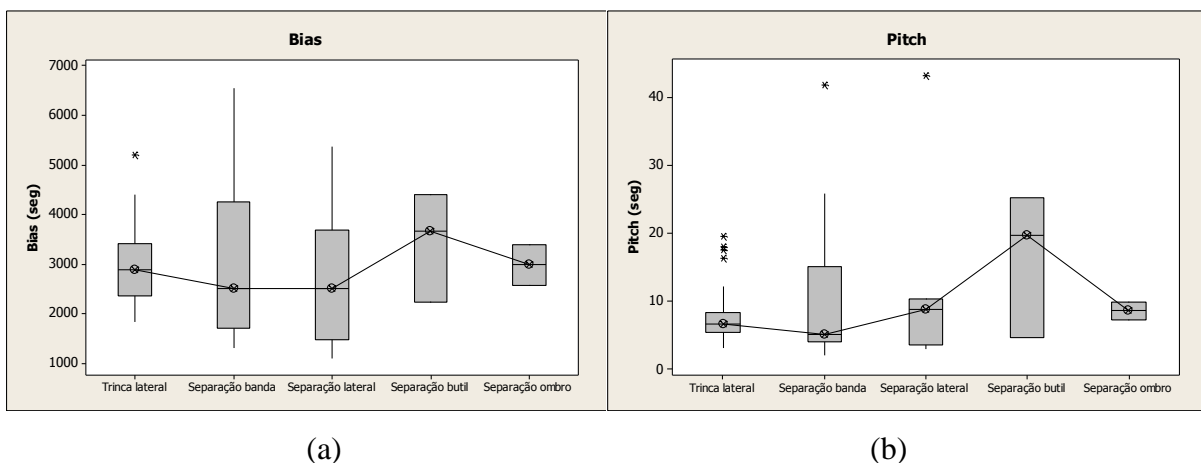 Bias
Bias (seg)
7000
6000
5000
4000
3000
2000
1000
Trinca lateral Separação banda Separação lateral Separação butil Separação ombro
Pitch
Pitch (seg)
40
30
20
10
0
Trinca lateral Separação banda Separação lateral Separação butil Separação ombro
(a) (b)